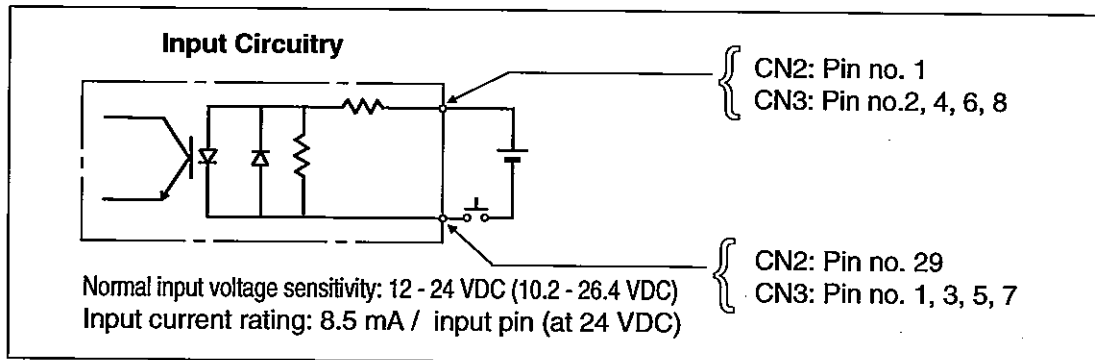 Input Circuitry
CN2: Pin no. 1
CN3: Pin no.2, 4, 6, 8
CN2: Pin no. 29
CN3: Pin no. 1, 3, 5, 7
Normal input voltage sensitivity: 12 - 24 VDC (10.2 - 26.4 VDC)
Input current rating: 8.5 mA / input pin (at 24 VDC)